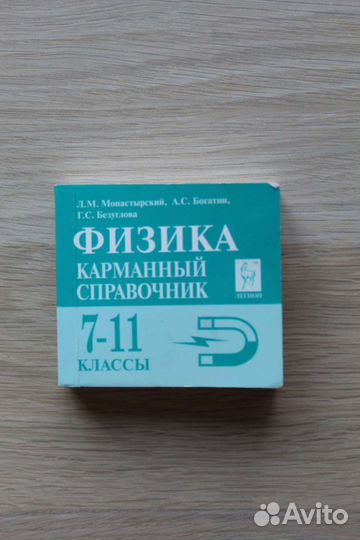 Л.М. Монастырский, А.С. Богатин,
Г.С. Безуглова
ФИЗИКА
КАРМАННЫЙ
СПРАВОЧНИК
ЛЕГИОН
7-11
КЛАССЫ
Avito